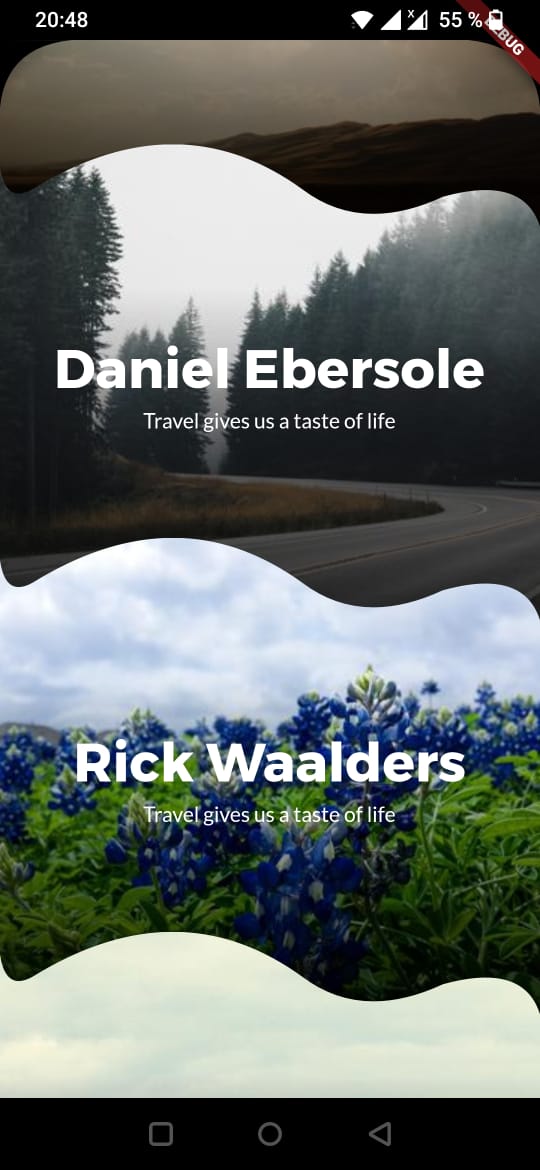 20:48
x
55 %
Daniel Ebersole
Travel gives us a taste of life
Rick Waalders
Travel gives us a taste of life